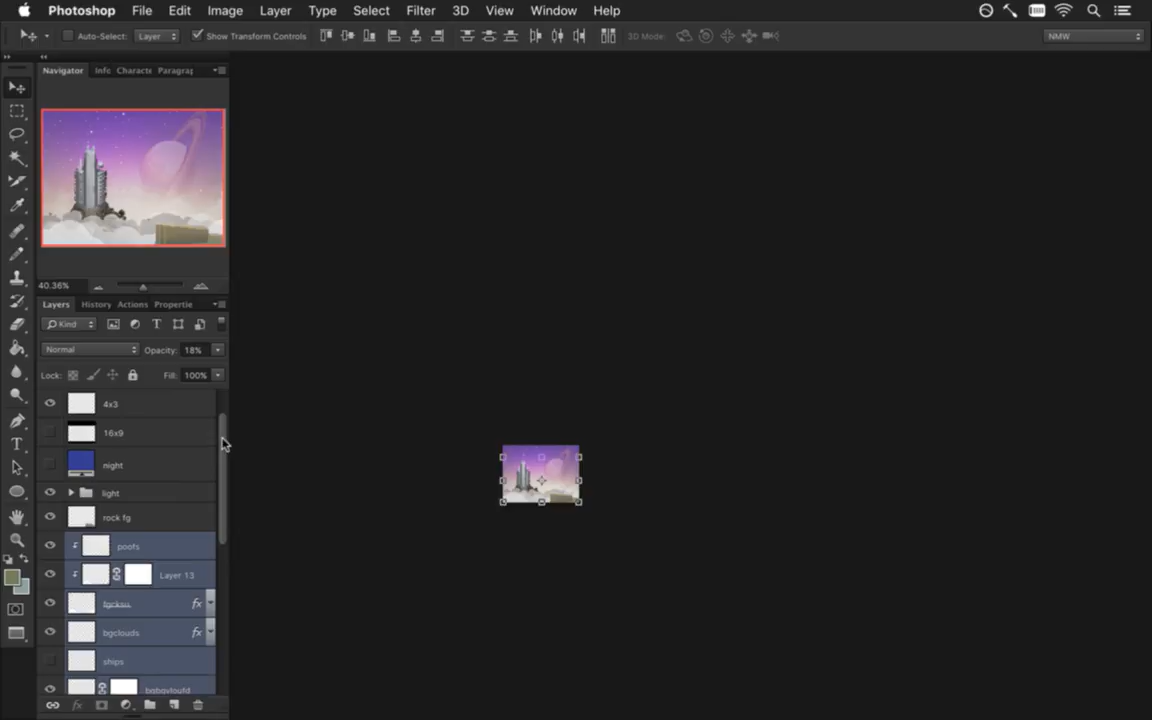 Photoshop File Edit Image Layer Type Select Filter 3D View Window Help
Auto-Select: Layer Show Transform Controls 3D Mode: NMW
Navigator Info Characte Paragrap
40.36%
Layers History Actions Propertie
Kind
Normal Opacity: 18%
Lock: Fill: 100%
4x3
16x9
night
light
rock fg
poofs
Layer 13
bgclouds fx
ships